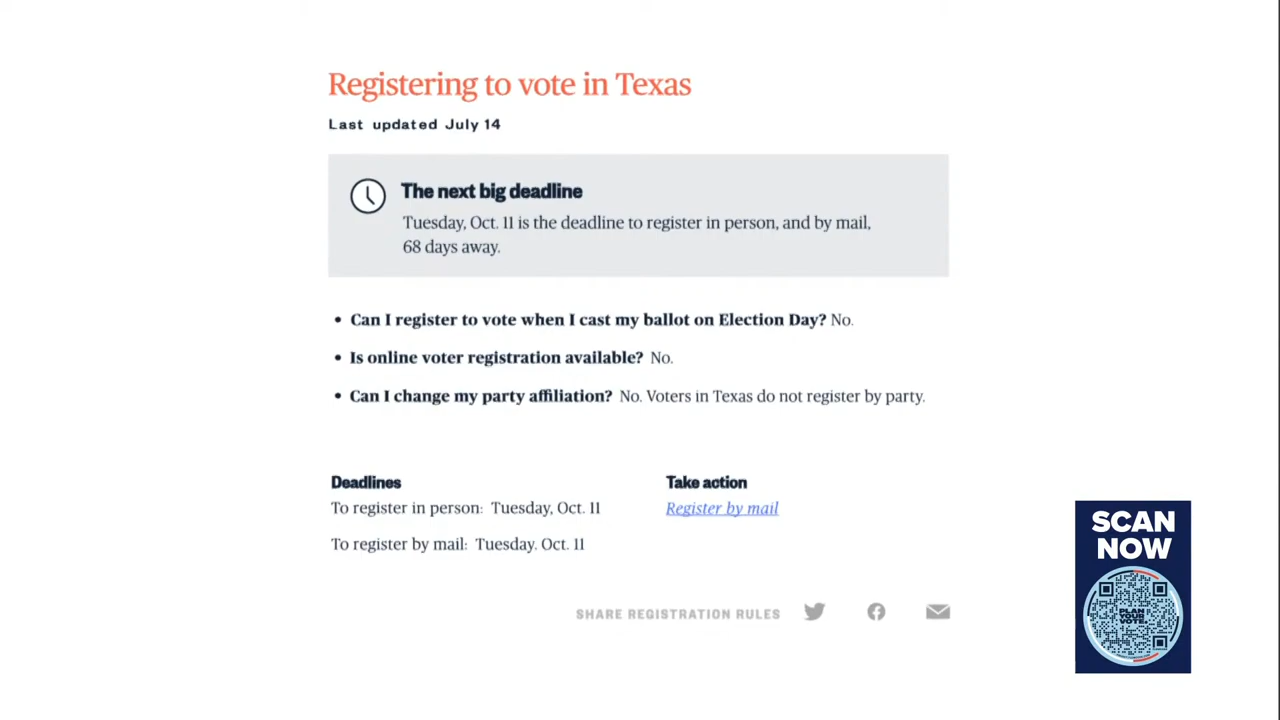 Registering to vote in Texas
Last updated July 14
The next big deadline
Tuesday, Oct. 11 is the deadline to register in person, and by mail,
68 days away.
• Can I register to vote when I cast my ballot on Election Day? No.
• Is online voter registration available? No.
• Can I change my party affiliation? No. Voters in Texas do not register by party.
Deadlines
To register in person: Tuesday, Oct. 11
To register by mail: Tuesday. Oct. 11
Take action
Register by mail
SHARE REGISTRATION RULES
SCAN
NOW
PLAN
YOUR
VOTE.